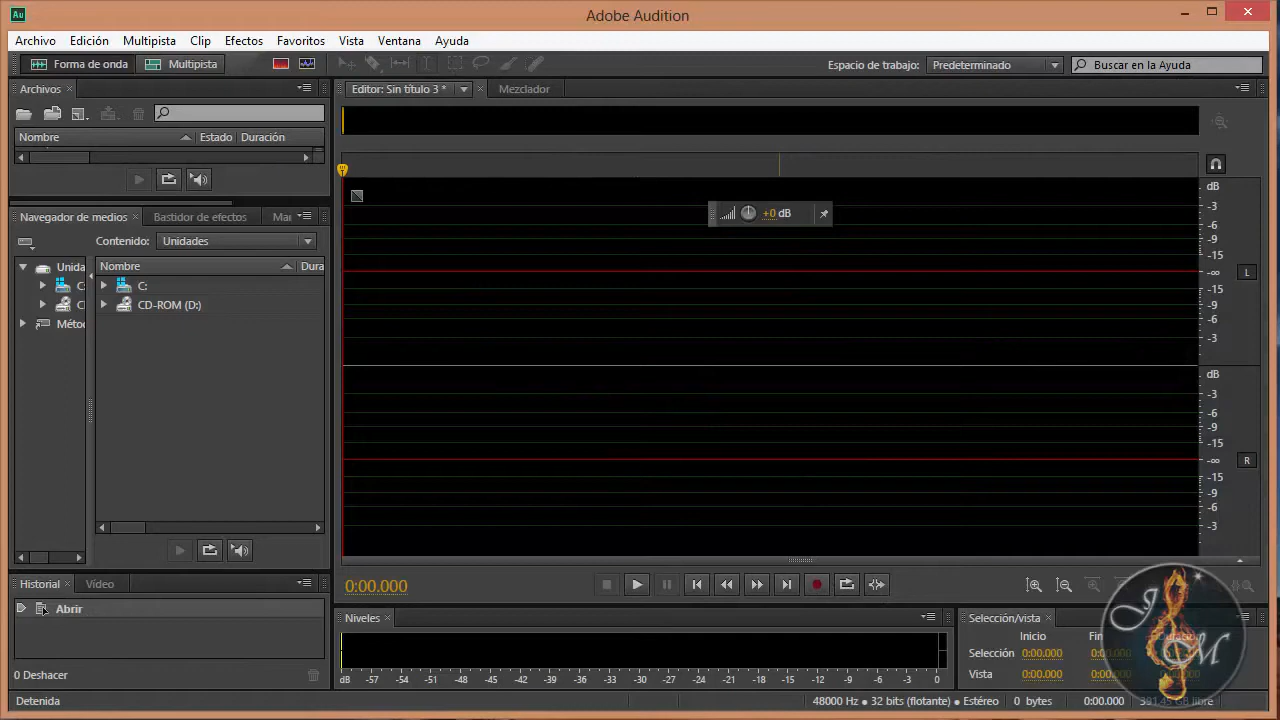 Au Adobe Audition
Archivo Edición Multipista Clip Efectos Favoritos Vista Ventana Ayuda
Forma de onda Multipista Espacio de trabajo: Predeterminado Buscar en la Ayuda
Archivos Editor: Sin título 3 * Mezclador
Nombre Estado Duración
Navegador de medios Bastidor de efectos Mar
Contenido: Unidades
Unida Nombre Dura
C: C:
CD-ROM (D:)
Méto
dB
-3
-6
-9
-15
-∞ L
-15
-9
-6
-3
+0 dB
dB
-3
-6
-9
-15
-∞ R
-15
-9
-6
-3
Historial Vídeo
0:00.000
Abrir
Niveles
Selección/vista
Inicio Fin
Selección 0:00.000
Vista 0:00.000
dB -57 -54 -51 -48 -45 -42 -39 -36 -33 -30 -27 -24 -21 -18 -15 -12 -9 -6 -3 0
0 Deshacer
Detenida 48000 Hz • 32 bits (flotante) • Estéreo 0 bytes 0:00.000
J M